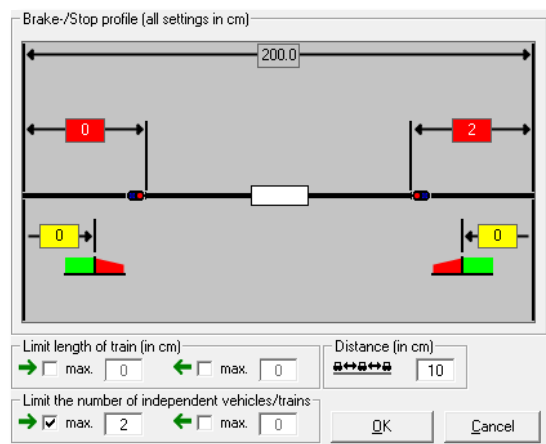 Brake-/Stop profile (all settings in cm)
200.0
0 2
0 0
Limit length of train (in cm) Distance (in cm)
max. 0 max. 0 10
Limit the number of independent vehicles/trains
max. 2 max. 0 OK Cancel